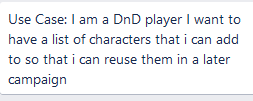 Use Case: I am a DnD player I want to
have a list of characters that i can add
to so that i can reuse them in a later
campaign